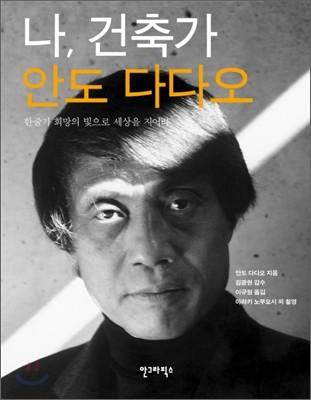 나, 건축가
안도 다다오
한줄기 희망의 빛으로 세상을 지어라
안도 다다오 지음
김광현 감수
이규원 옮김
아라키 노부요시 외 촬영
안그라픽스